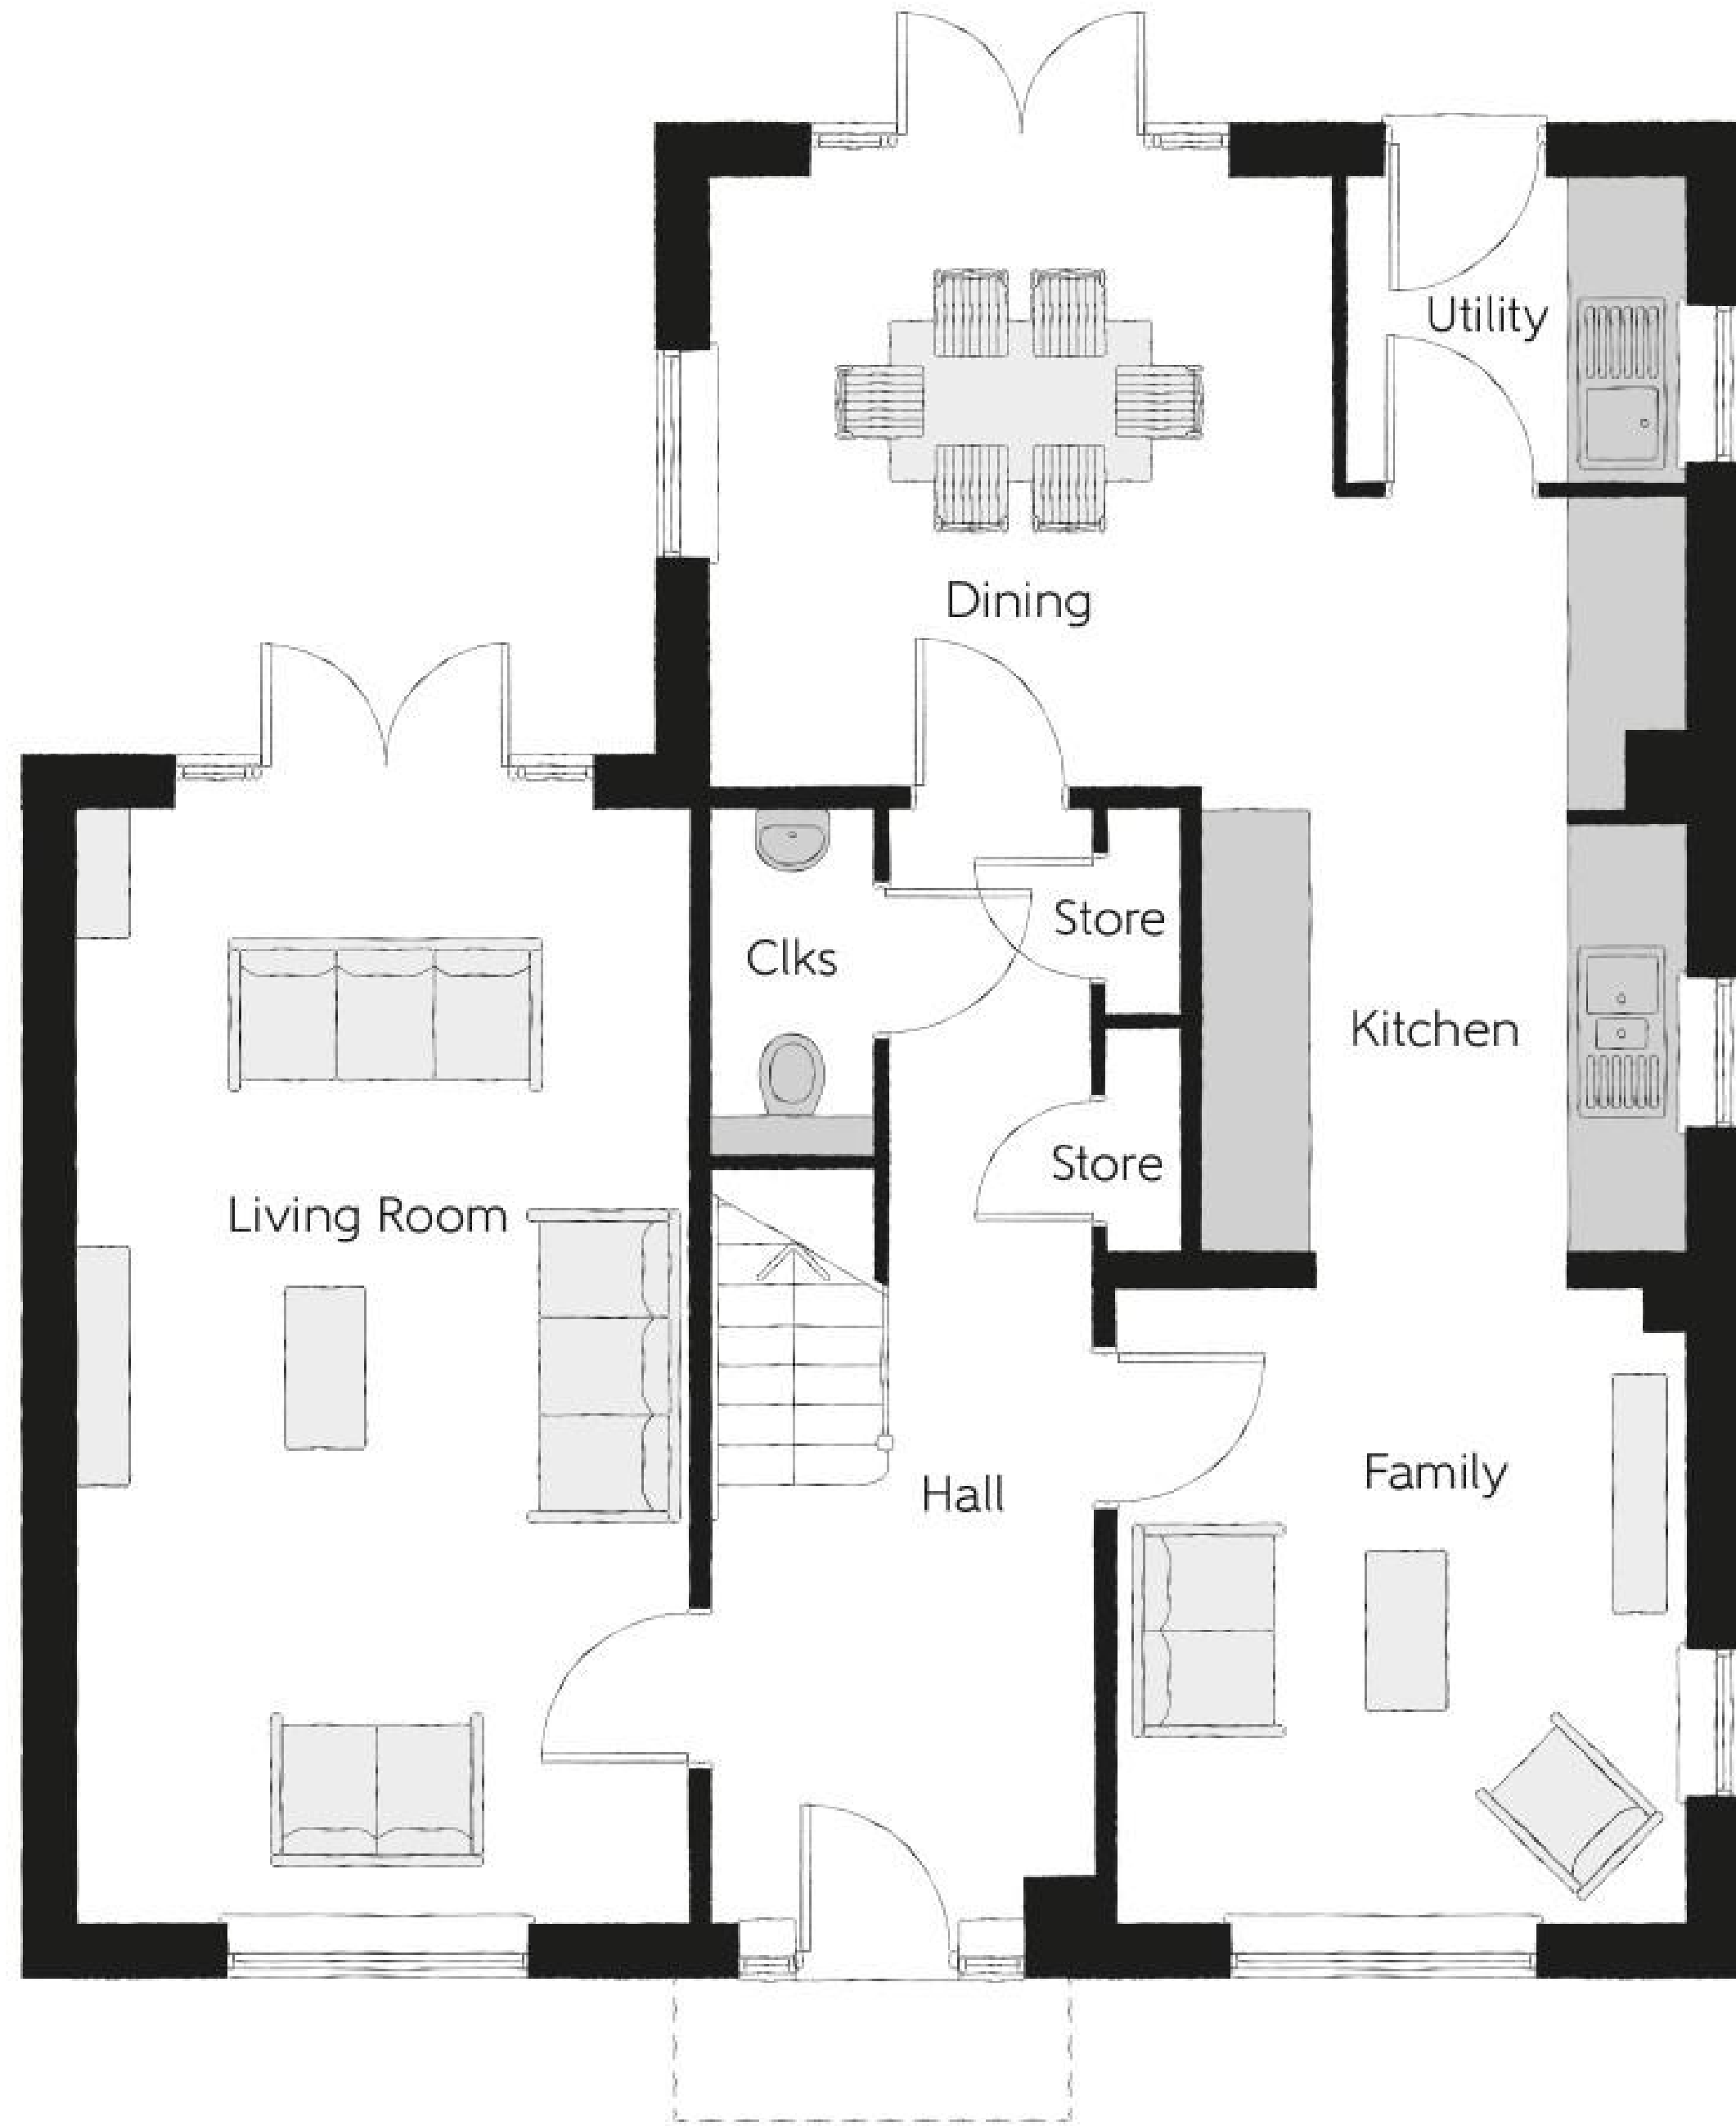 Utility
Dining
Store
Clks
Kitchen
Store
Living Room
Family
Hall